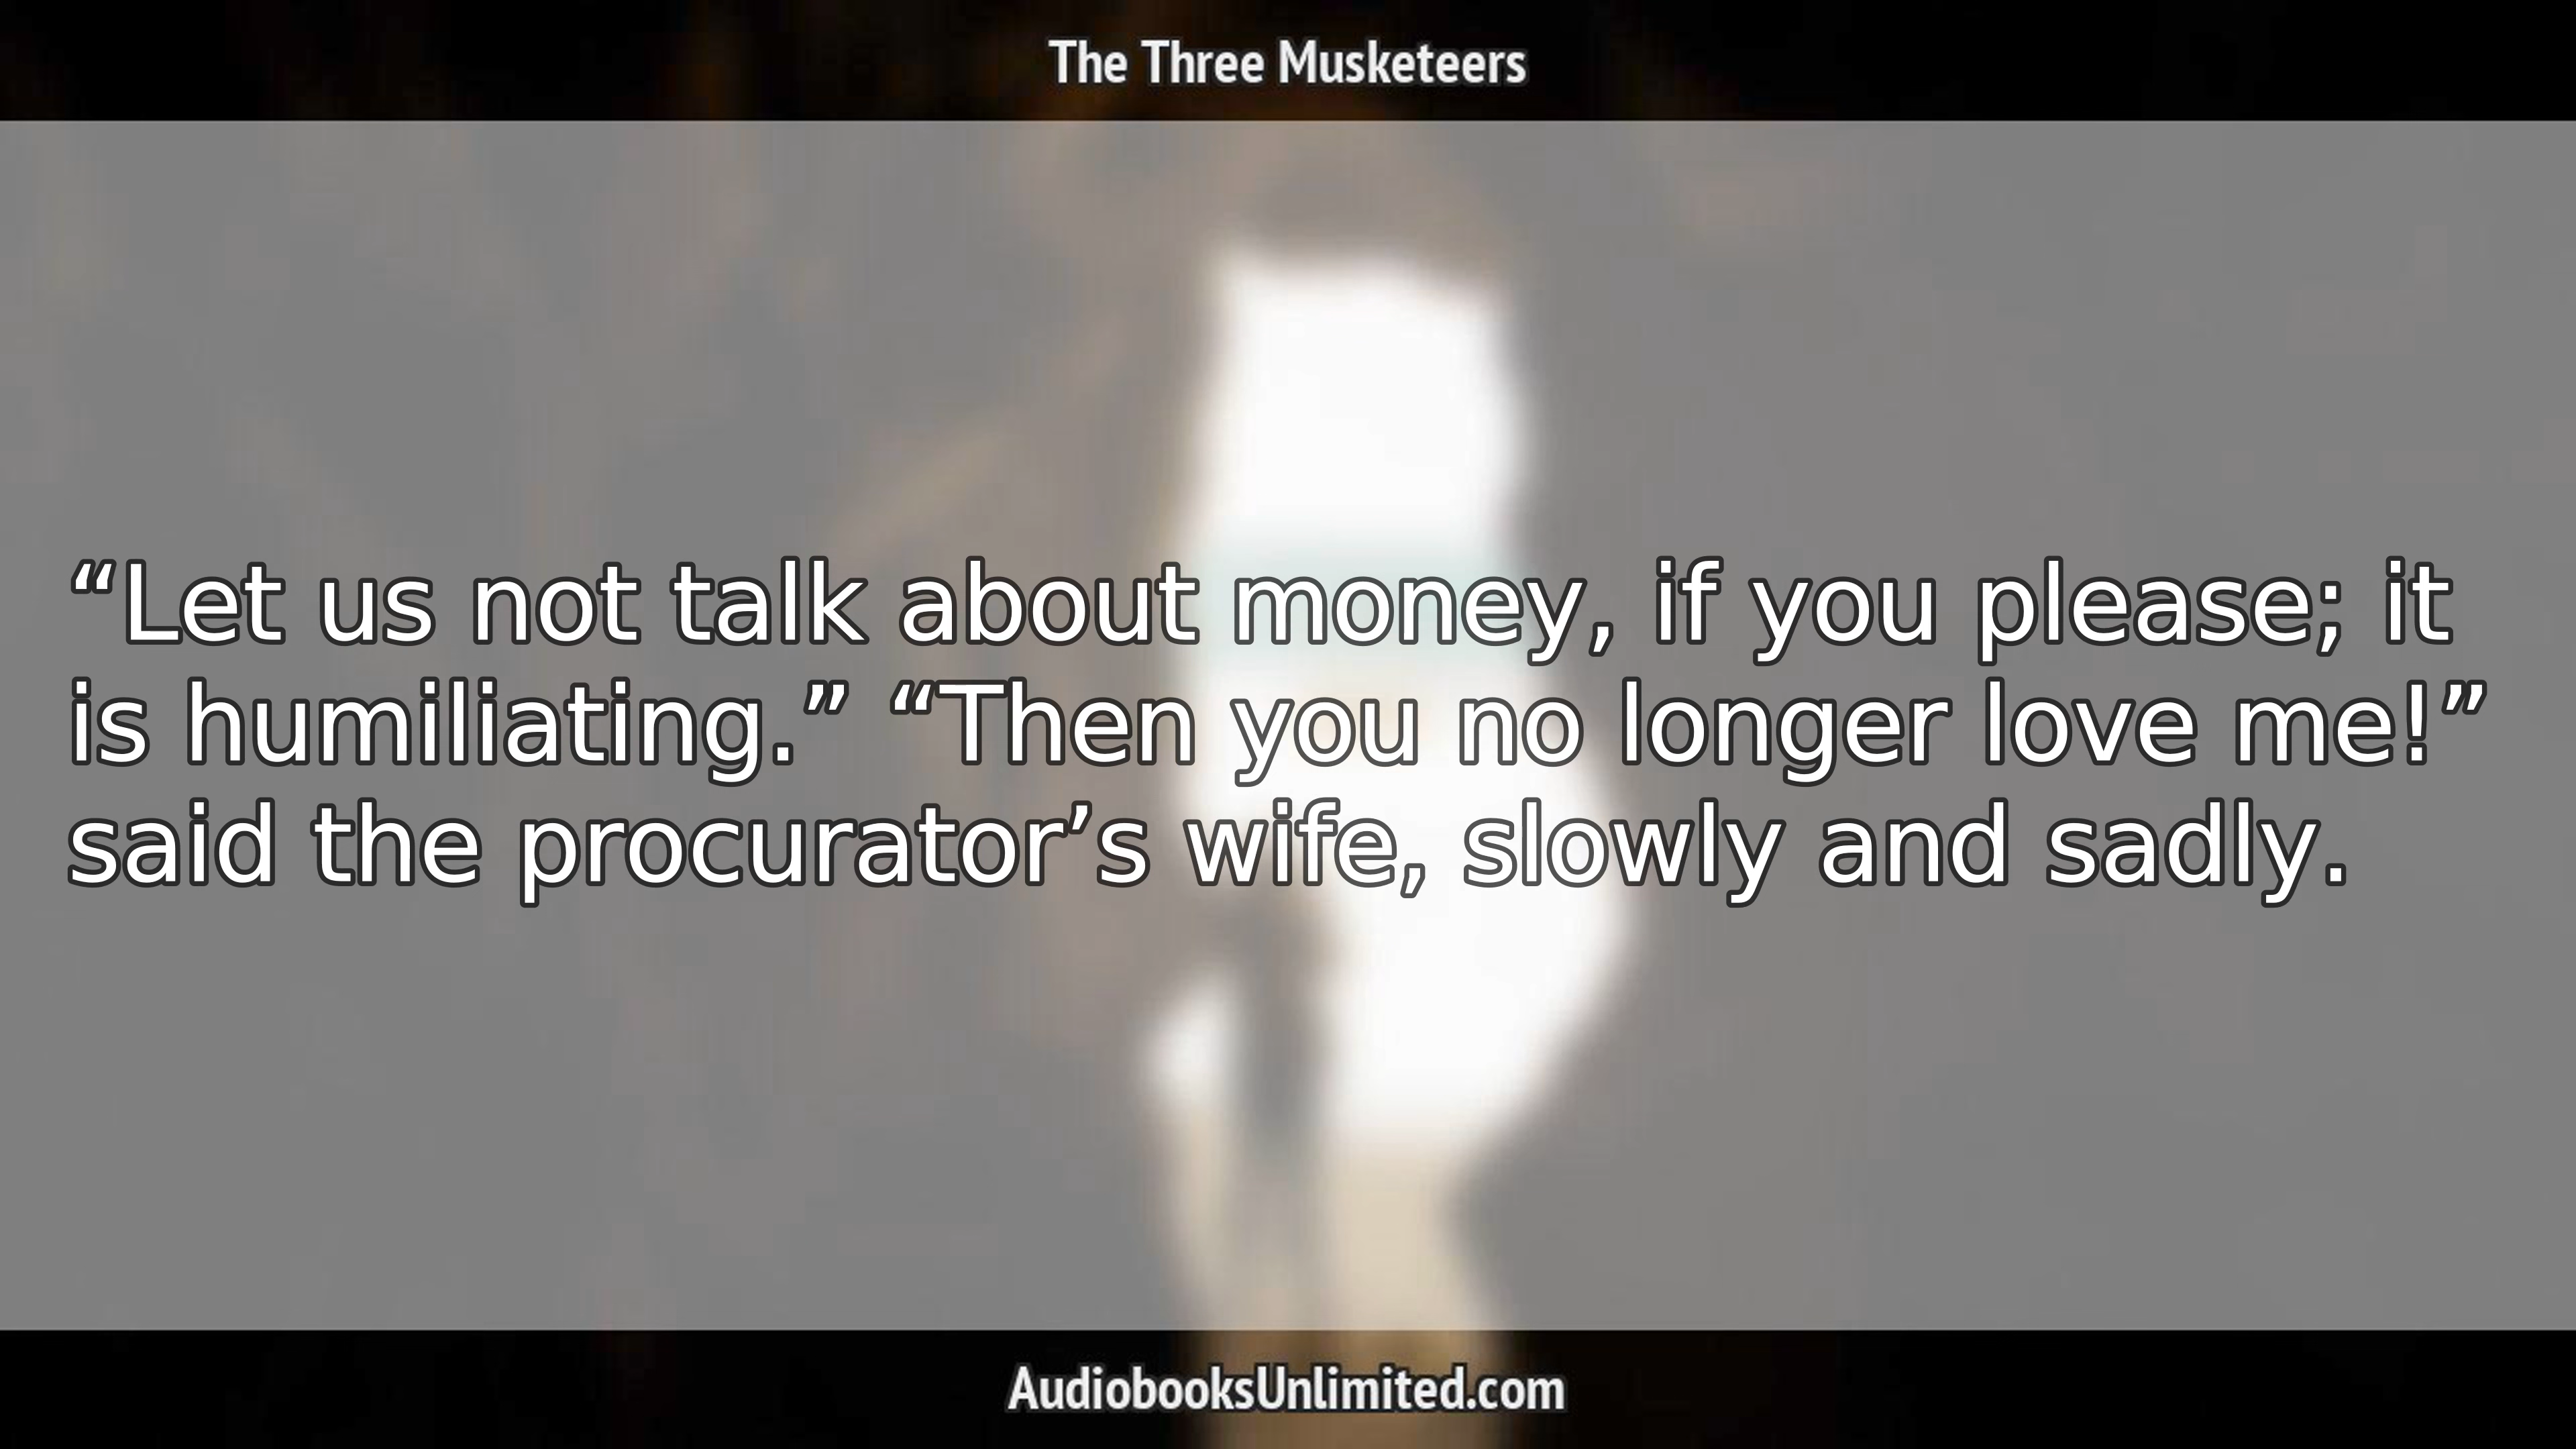 The Three Musketeers
“Let us not talk about money, if you please; it
is humiliating.” “Then you no longer love me!”
said the procurator’s wife, slowly and sadly.
AudiobooksUnlimited.com